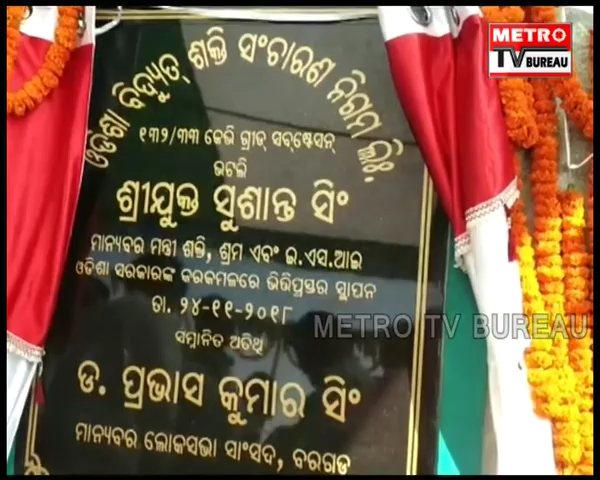 METRO
TV BUREAU
ଓଡିଶା ବିଦ୍ୟୁତ୍ ଶକ୍ତି ସଂଚାରଣ ନିଗମ ଲିଃ.
୧୩୨/୩୩ କେଭି ଗ୍ରୀଡ୍ ସବ୍‌ଷ୍ଟେସନ୍
ଭଟଲି
ଶ୍ରୀଯୁକ୍ତ ସୁଶାନ୍ତ ସିଂ
ମାନ୍ୟବର ମନ୍ତ୍ରୀ ଶକ୍ତି, ଶ୍ରମ ଏବଂ ଇ.ଏସ.ଆଇ
ଓଡିଶା ସରକାରଙ୍କ କରକମଳରେ ଭିତ୍ତିପ୍ରସ୍ତର ସ୍ଥାପନ
ତା. ୨୪-୧୧-୨୦୧୮
ସମ୍ମାନିତ ଅତିଥି
METRO TV BUREAU
ଡ. ପ୍ରଭାସ କୁମାର ସିଂ
ମାନ୍ୟବର ଲୋକସଭା ସାଂସଦ, ବରଗଡ